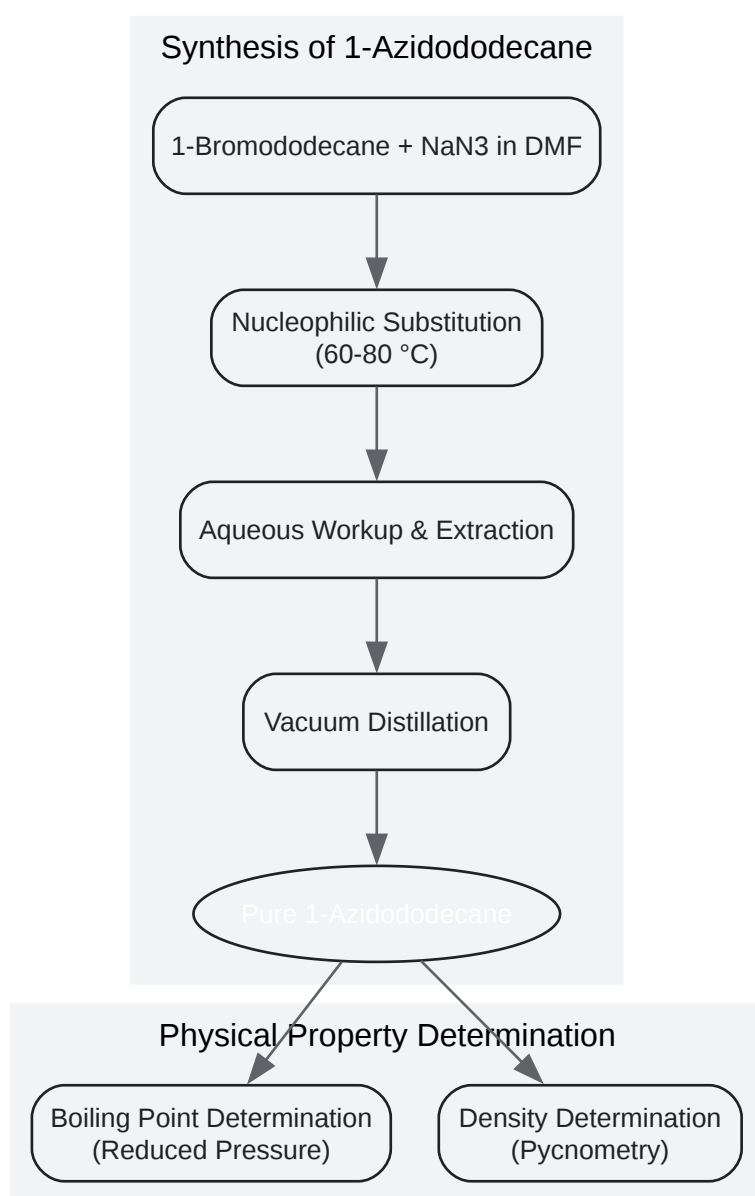 Synthesis of 1-Azidododecane
1-Bromododecane + NaN3 in DMF
Nucleophilic Substitution
(60-80 °C)
Aqueous Workup & Extraction
Vacuum Distillation
Pure 1-Azidododecane
Physical Property Determination
Boiling Point Determination
(Reduced Pressure)
Density Determination
(Pycnometry)